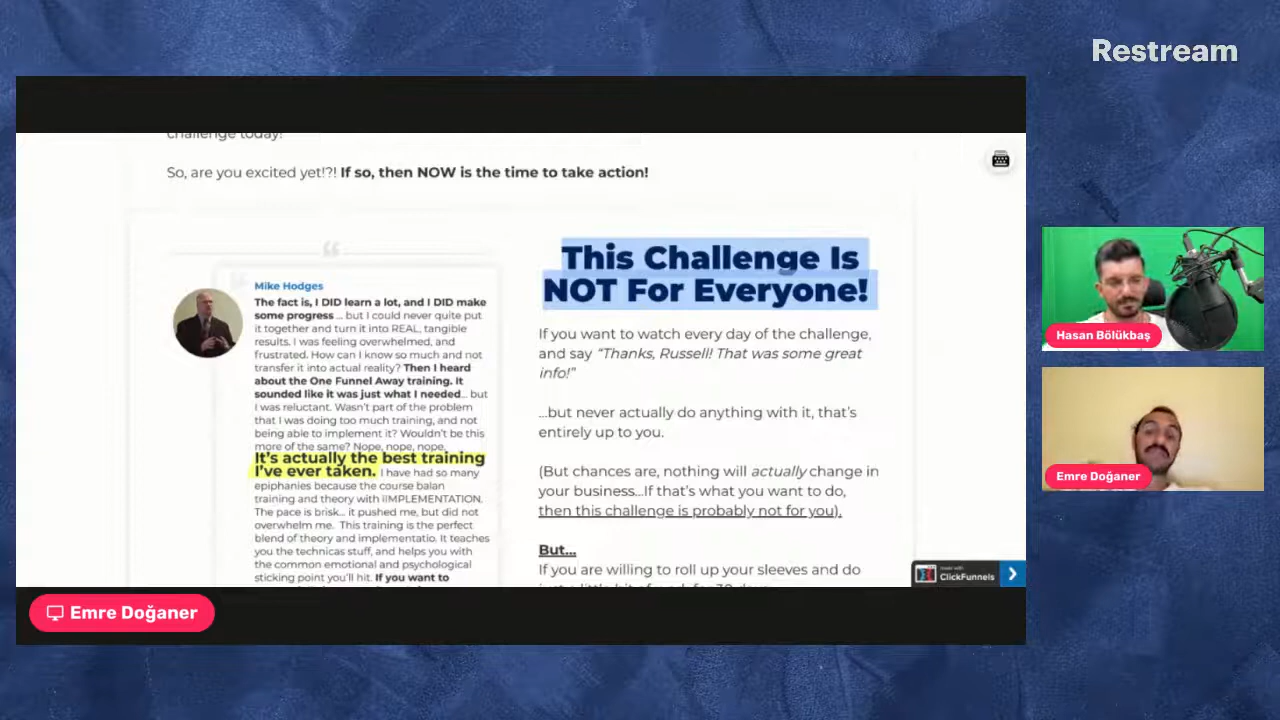 Restream
challenge today!
So, are you excited yet!?! If so, then NOW is the time to take action!
Mike Hodges
The fact is, I DID learn a lot, and I DID make
some progress ... but I could never quite put
it together and turn it into REAL, tangible
results. I was feeling overwhelmed, and
frustrated. How can I know so much and not
transfer it into actual reality? Then I heard
about the One Funnel Away training. It
sounded like it was just what I needed... but
I was reluctant. Wasn't part of the problem
that I was doing too much training, and not
being able to implement it? Wouldn't be this
more of the same? Nope, nope, nope.
It's actually the best training
I've ever taken. I have had so many
epiphanies because the course balan
training and theory with iIMPLEMENTATION.
The pace is brisk... it pushed me, but did not
overwhelm me. This training is the perfect
blend of theory and implementatio. It teaches
you the technicas stuff, and helps you with
the common emotional and psychological
sticking point you'll hit. If you want to
This Challenge Is
NOT For Everyone!
If you want to watch every day of the challenge,
and say “Thanks, Russell! That was some great
info!”
...but never actually do anything with it, that's
entirely up to you.
(But chances are, nothing will actually change in
your business...If that's what you want to do,
then this challenge is probably not for you).
But...
If you are willing to roll up your sleeves and do
just a little bit of work for 30 days
made with
ClickFunnels
Hasan Bölükbaş
Emre Doğaner
Emre Doğaner